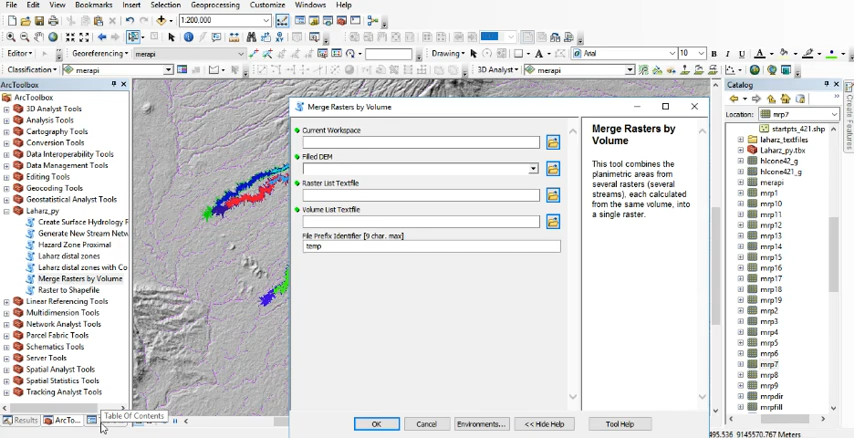 File Edit View Bookmarks Insert Selection Geoprocessing Customize Windows Help
1:200,000
Editor Georeferencing merapi Drawing Arial 10 B I U A
Classification merapi 3D Analyst merapi
ArcToolbox
ArcToolbox
3D Analyst Tools
Analysis Tools
Cartography Tools
Conversion Tools
Data Interoperability Tools
Data Management Tools
Editing Tools
Geocoding Tools
Geostatistical Analyst Tools
Laharz_py
Create Surface Hydrology F
Generate New Stream Netw
Hazard Zone Proximal
Laharz distal zones
Laharz distal zones with Co
Merge Rasters by Volume
Raster to Shapefile
Linear Referencing Tools
Multidimension Tools
Network Analyst Tools
Parcel Fabric Tools
Schematics Tools
Server Tools
Spatial Analyst Tools
Spatial Statistics Tools
Tracking Analyst Tools
Results ArcTo...
Table Of Contents
Merge Rasters by Volume
Current Workspace
Filled DEM
Raster List Textfile
Volume List Textfile
File Prefix Identifier [9 char. max]
temp
OK Cancel Environments... << Hide Help Tool Help
Merge Rasters by
Volume
This tool combines the
planimetric areas from
several rasters (several
streams), each calculated
from the same volume, into
a single raster.
Catalog
Location: mrp7
startpts_421.shp
laharz_textfiles
Laharz_py.tbx
hlcone42_g
hlcone421_g
merapi
mrp1
mrp10
mrp11
mrp12
mrp13
mrp14
mrp15
mrp16
mrp17
mrp18
mrp19
mrp2
mrp3
mrp4
mrp5
mrp6
mrp7
mrp8
mrp9
mrpdir
mrpfill
Create Features
495.536 9145570.767 Meters